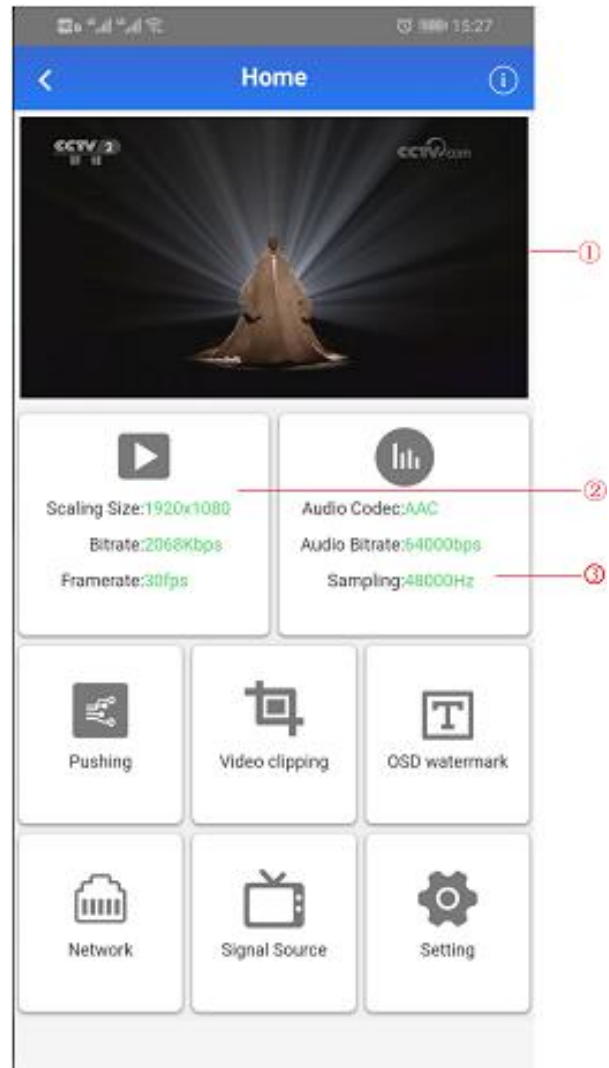 15:27
Home
CCTV 2
CCTV.com
①
Scaling Size:1920x1080
Bitrate:2068Kbps
Framerate:30fps
②
Audio Codec:AAC
Audio Bitrate:64000bps
Sampling:48000Hz
③
Pushing
Video clipping
OSD watermark
Network
Signal Source
Setting